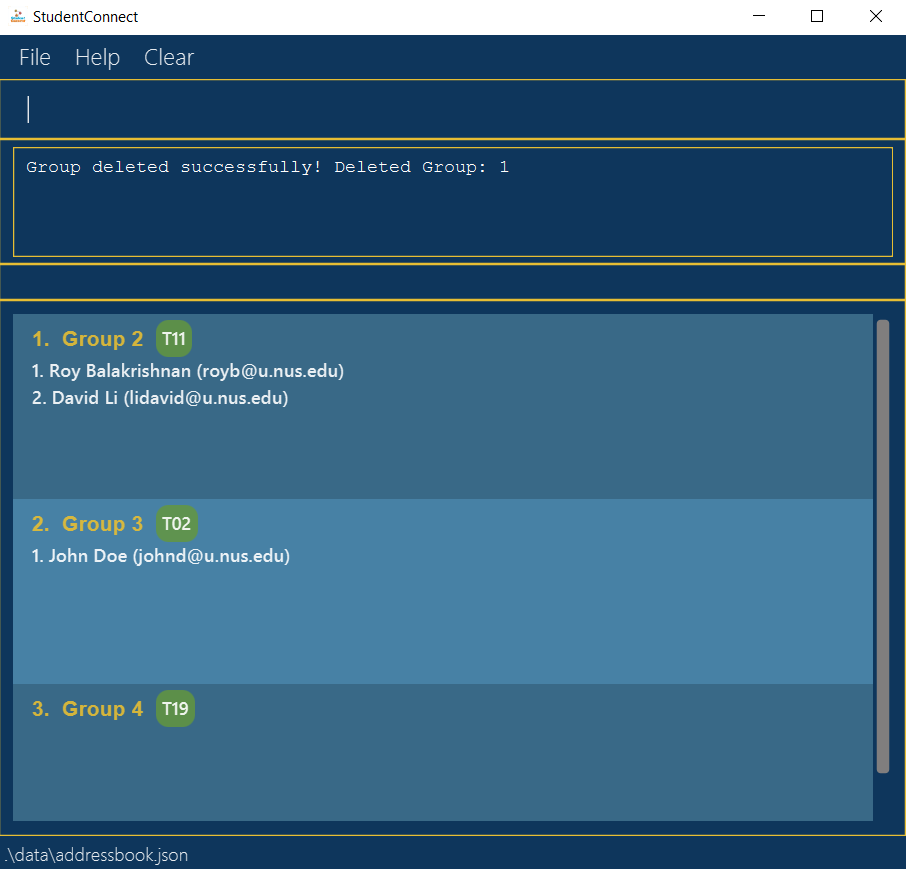 StudentConnect
File Help Clear
Group deleted successfully! Deleted Group: 1
1. Group 2 T11
1. Roy Balakrishnan (royb@u.nus.edu)
2. David Li (lidavid@u.nus.edu)
2. Group 3 T02
1. John Doe (johnd@u.nus.edu)
3. Group 4 T19
.\data\addressbook.json